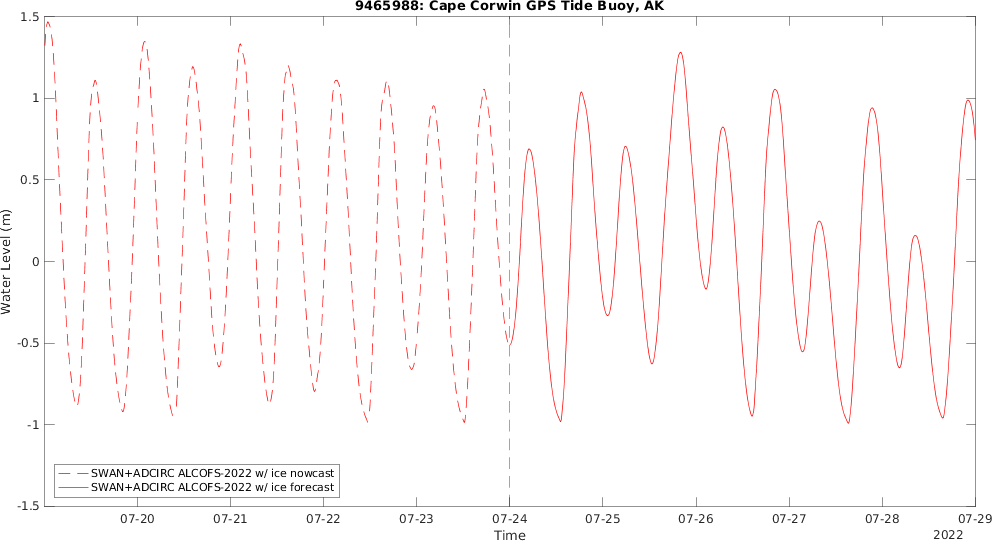 9465988: Cape Corwin GPS Tide Buoy, AK
1.5
1
0.5
0
-0.5
-1
-1.5
Water Level (m)
SWAN+ADCIRC ALCOFS-2022 w/ ice nowcast
SWAN+ADCIRC ALCOFS-2022 w/ ice forecast
07-20 07-21 07-22 07-23 07-24 07-25 07-26 07-27 07-28 07-29
Time
2022